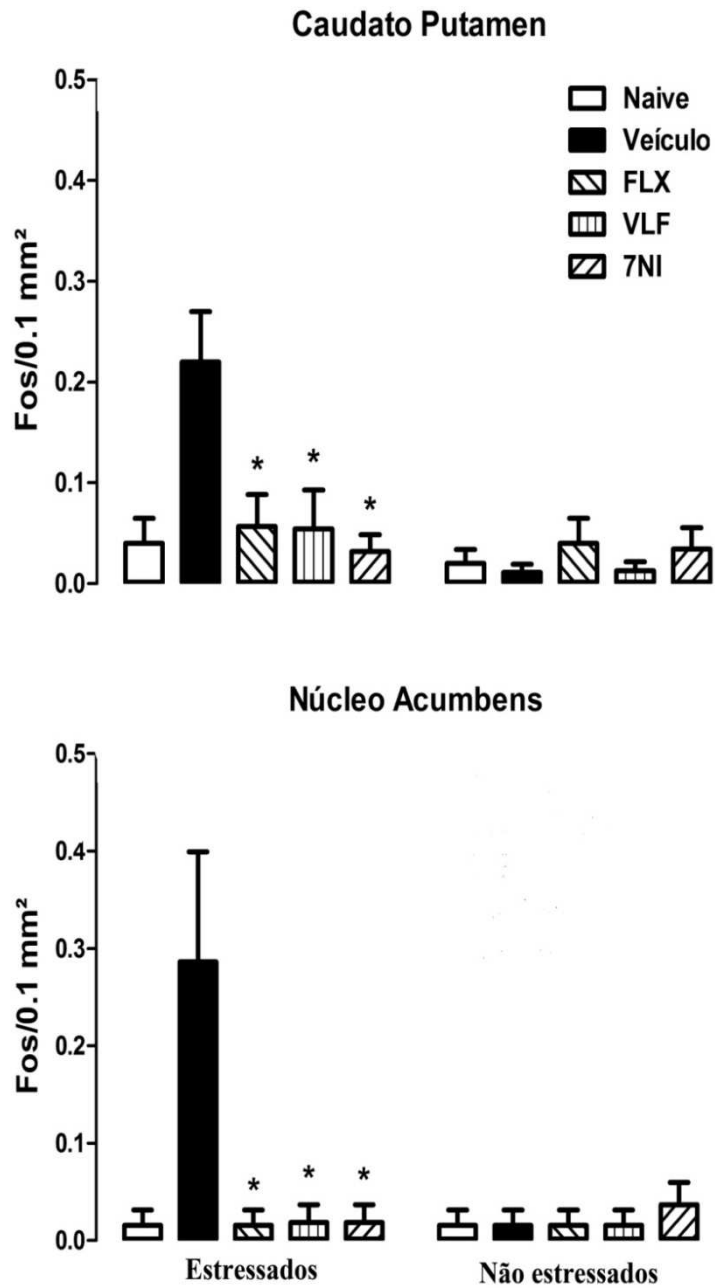 Caudato Putamen
Fos/0.1 mm²
0.5
0.4
0.3
0.2
0.1
0.0
Naive
Veículo
FLX
VLF
7NI
* * *
Núcleo Acumbens
Fos/0.1 mm²
0.5
0.4
0.3
0.2
0.1
0.0
* * *
Estressados
Não estressados